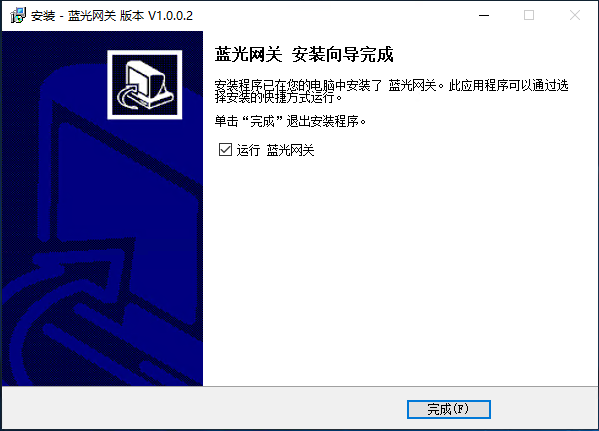 安装 - 蓝光网关 版本 V1.0.0.2
蓝光网关 安装向导完成
安装程序已在您的电脑中安装了 蓝光网关。此应用程序可以通过选
择安装的快捷方式运行。
单击“完成”退出安装程序。
运行 蓝光网关
完成(F)